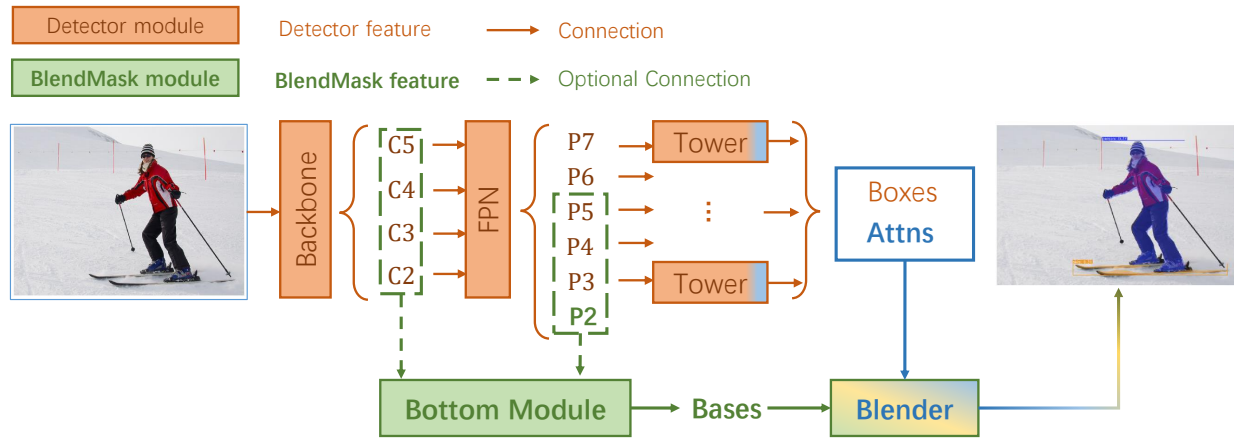 Detector module Detector feature Connection
BlendMask module BlendMask feature Optional Connection
Backbone
C5
C4
C3
C2
FPN
P7
P6
P5
P4
P3
P2
Tower
...
Tower
Boxes
Attns
Bottom Module
Bases
Blender